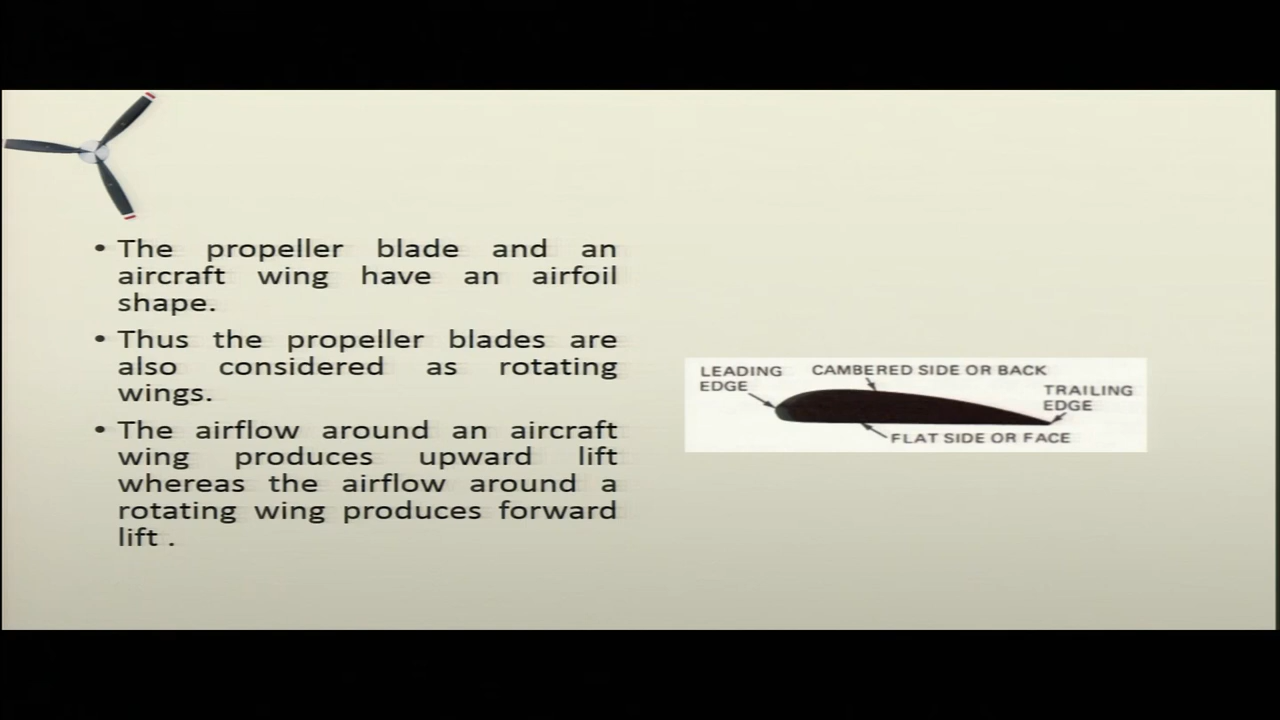 • The propeller blade and an
aircraft wing have an airfoil
shape.
• Thus the propeller blades are
also considered as rotating
wings.
• The airflow around an aircraft
wing produces upward lift
whereas the airflow around a
rotating wing produces forward
lift .
LEADING
EDGE
CAMBERED SIDE OR BACK
TRAILING
EDGE
FLAT SIDE OR FACE